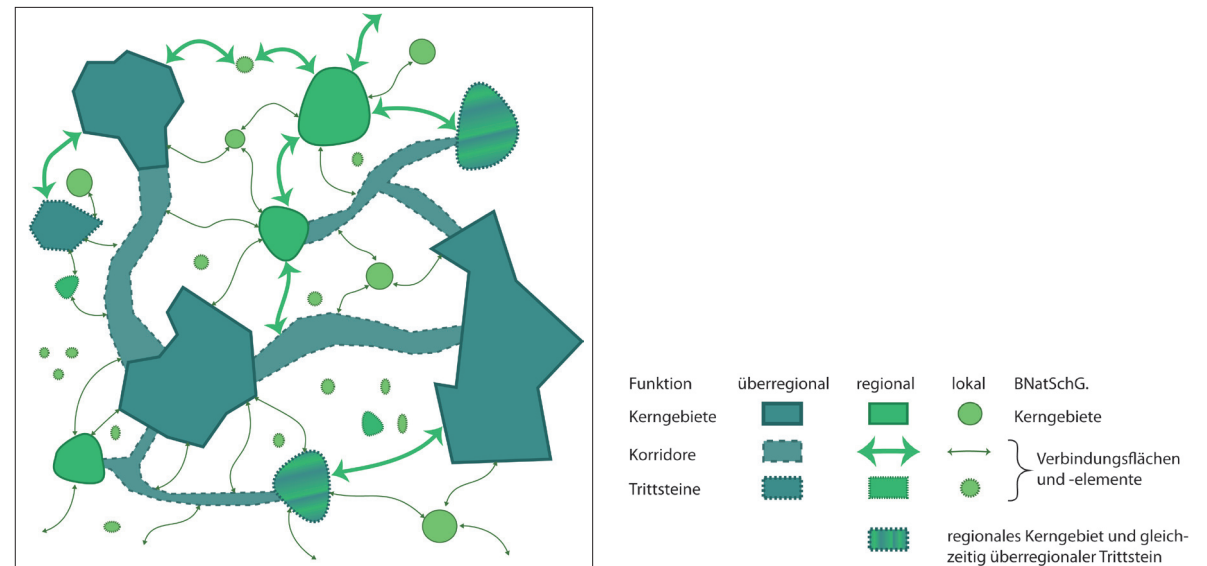 Funktion überregional regional lokal BNatSchG.
Kerngebiete Kerngebiete
Korridore
Verbindungsflächen
und -elemente
Trittsteine
regionales Kerngebiet und gleich-
zeitig überregionaler Trittstein